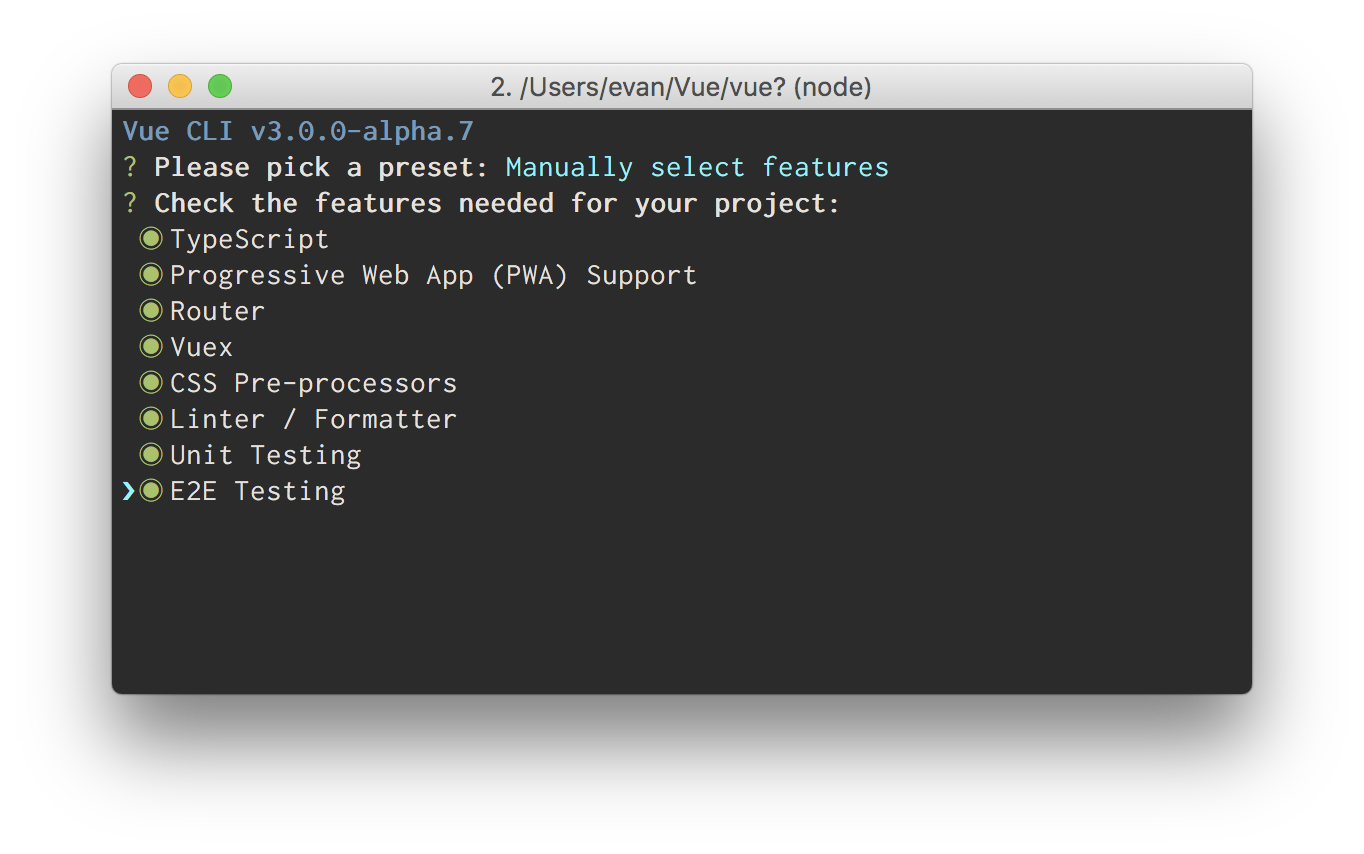 2. /Users/evan/Vue/vue? (node)
Vue CLI v3.0.0-alpha.7
? Please pick a preset: Manually select features
? Check the features needed for your project:
◉ TypeScript
◉ Progressive Web App (PWA) Support
◉ Router
◉ Vuex
◉ CSS Pre-processors
◉ Linter / Formatter
◉ Unit Testing
❯◉ E2E Testing